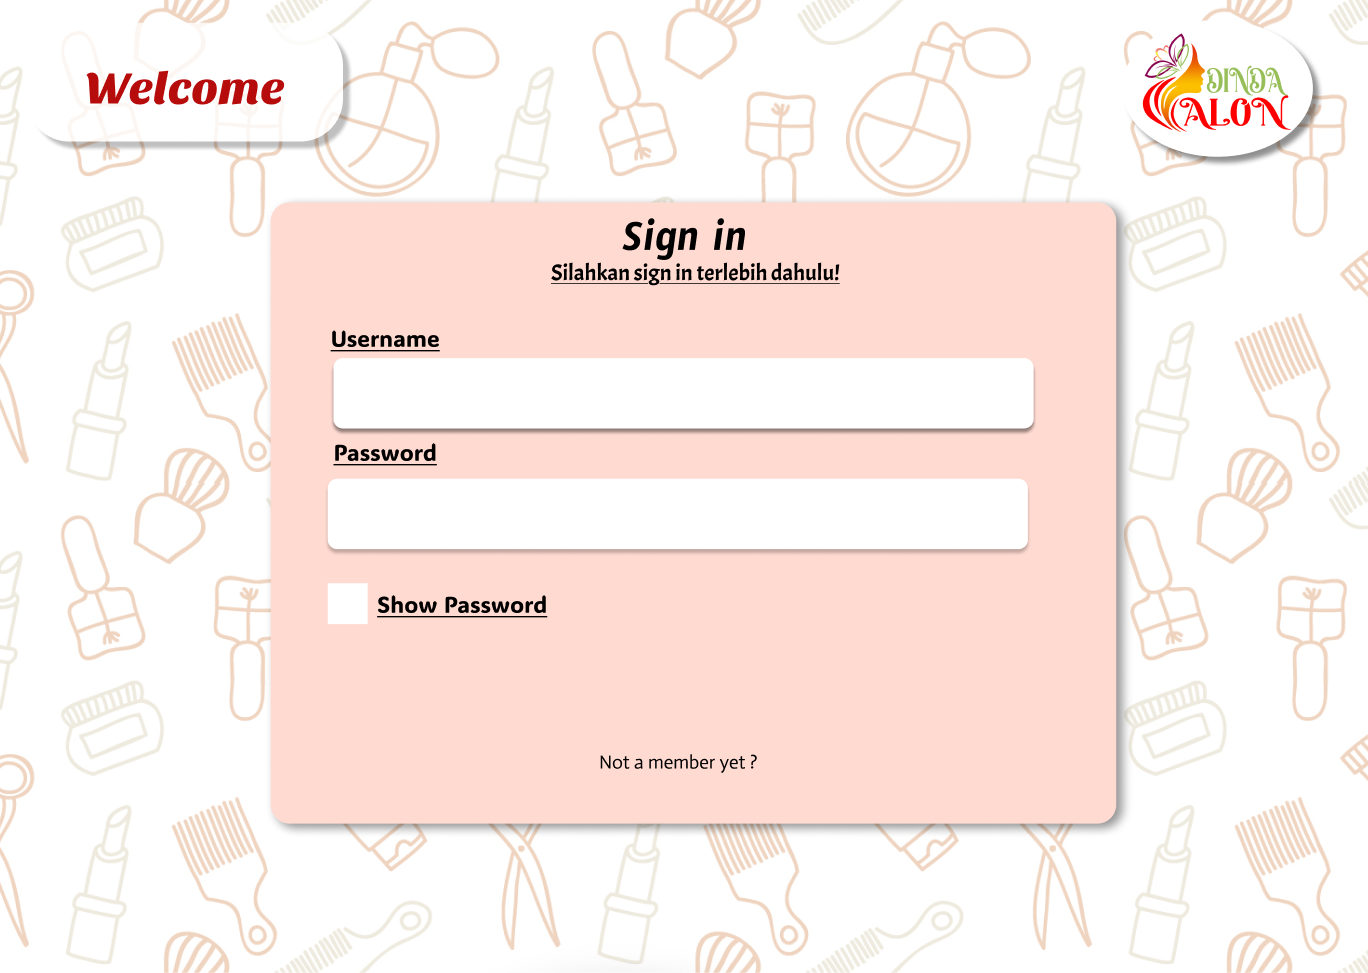 Welcome
DINDA
SALON
Sign in
Silahkan sign in terlebih dahulu!
Username
Password
Show Password
Not a member yet ?